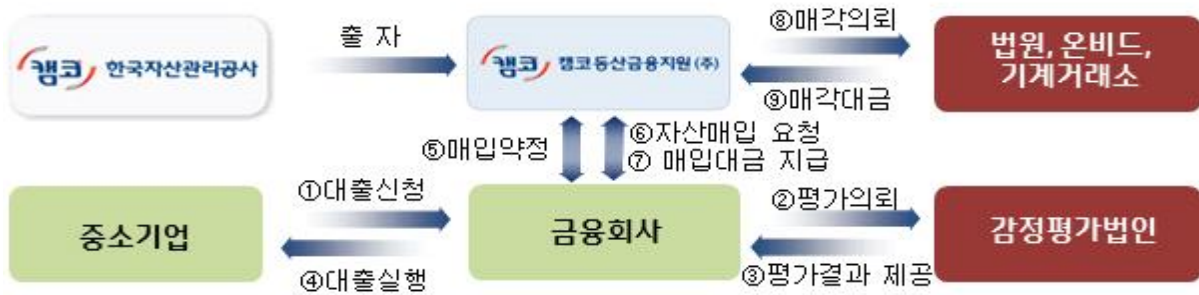 캠코 한국자산관리공사
출 자
캠코 캠코동산금융지원(주)
⑧매각의뢰
⑨매각대금
법원, 온비드,
기계거래소
⑤매입약정
⑥자산매입 요청
⑦ 매입대금 지급
중소기업
①대출신청
④대출실행
금융회사
②평가의뢰
③평가결과 제공
감정평가법인